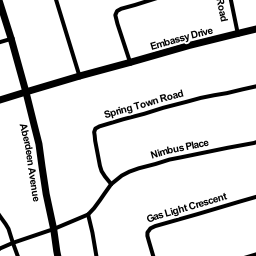 Road
Embassy Drive
Spring Town Road
Aberdeen Avenue
Nimbus Place
Gas Light Crescent